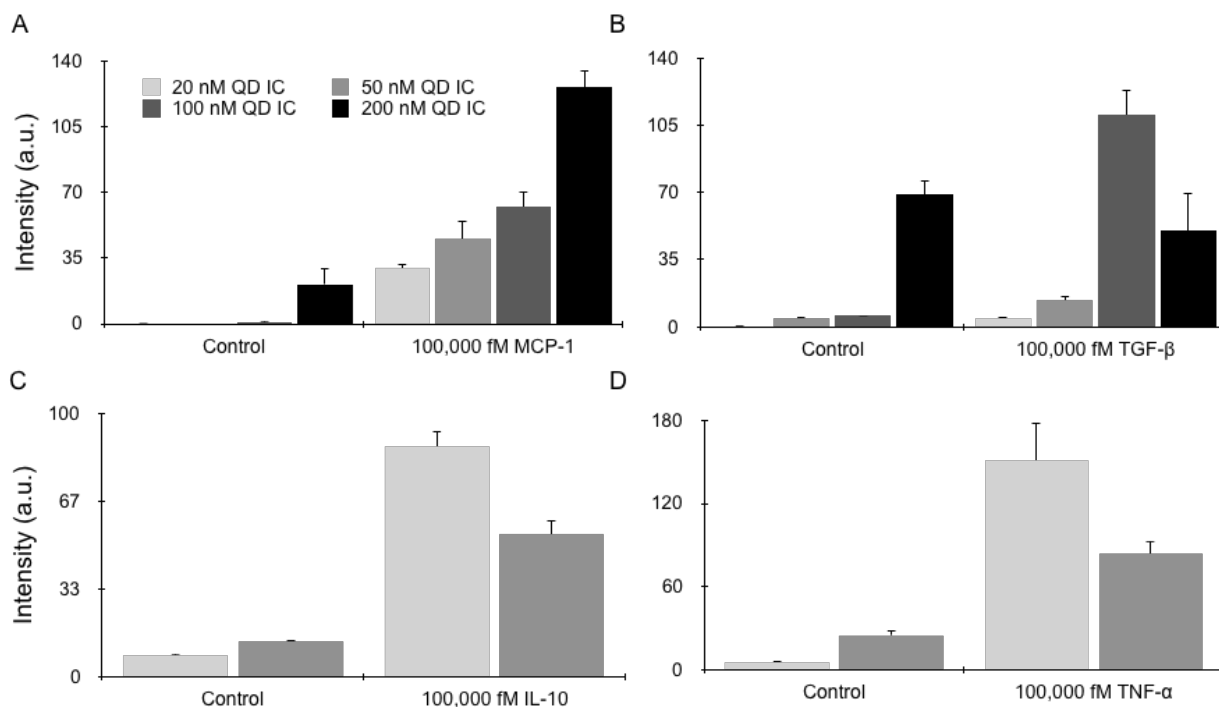 A
Intensity (a.u.)
140
105
70
35
0
20 nM QD IC
50 nM QD IC
100 nM QD IC
200 nM QD IC
Control
100,000 fM MCP-1
B
140
105
70
35
0
Control
100,000 fM TGF-β
C
Intensity (a.u.)
100
67
33
0
Control
100,000 fM IL-10
D
180
120
60
0
Control
100,000 fM TNF-α